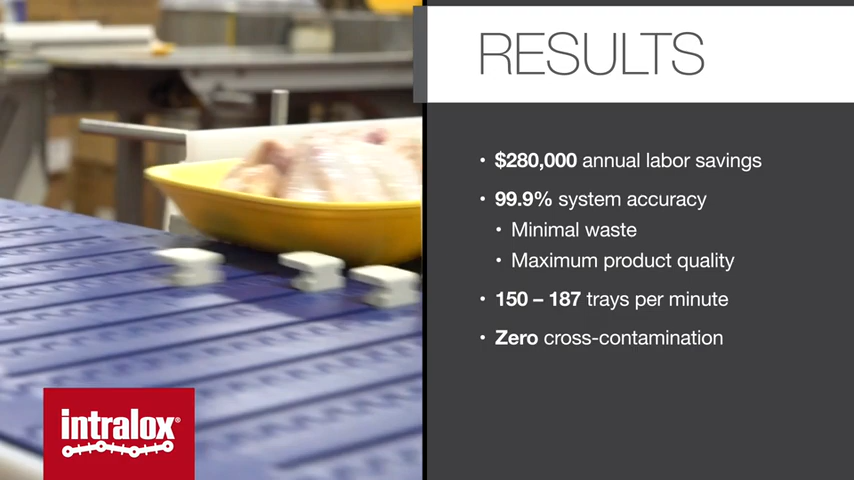 RESULTS
• $280,000 annual labor savings
• 99.9% system accuracy
• Minimal waste
• Maximum product quality
• 150 – 187 trays per minute
• Zero cross-contamination
intralox®